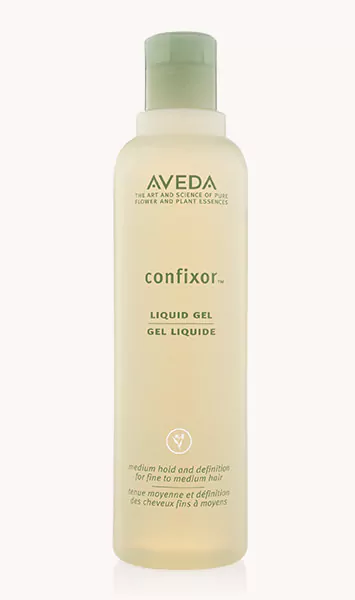 AVEDA
THE ART AND SCIENCE OF PURE
FLOWER AND PLANT ESSENCES
confixor™
LIQUID GEL
GEL LIQUIDE
medium hold and definition
for fine to medium hair
tenue moyenne et définition
des cheveux fins à moyens